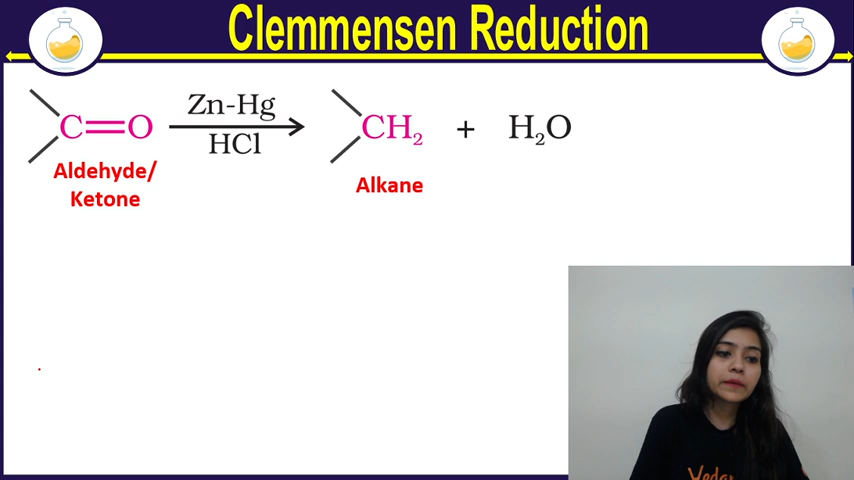 Clemmensen Reduction
C=O Zn-Hg CH₂ + H₂O
HCl
Aldehyde/
Ketone
Alkane